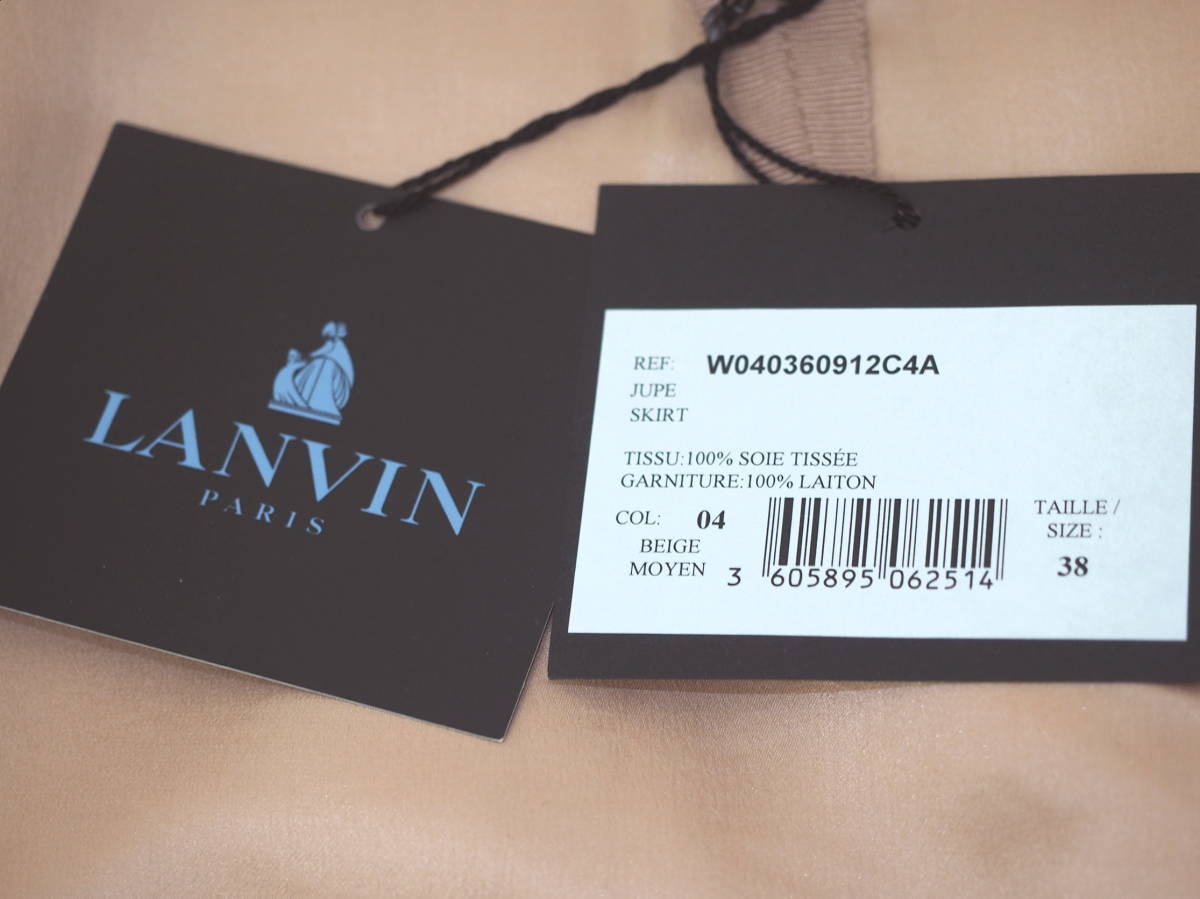 LANVIN
PARIS
REF: W040360912C4A
JUPE
SKIRT
TISSU:100% SOIE TISSÉE
GARNITURE:100% LAITON
COL: 04
BEIGE
MOYEN
3 605895 062514
TAILLE /
SIZE :
38